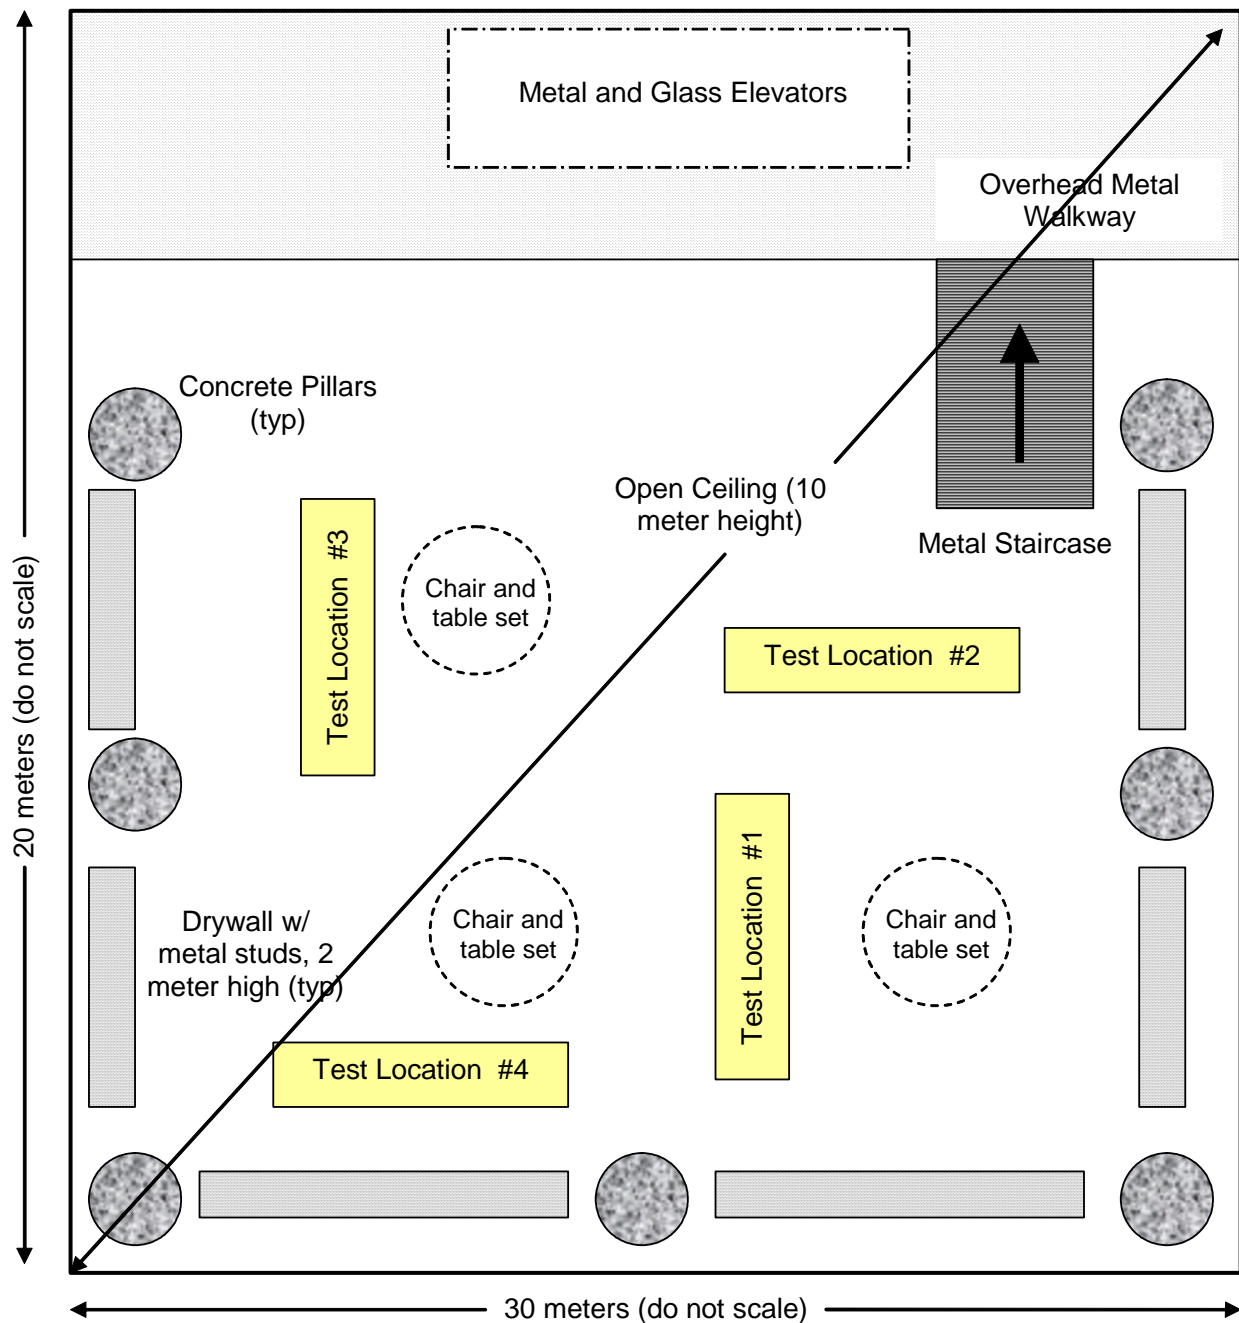 Metal and Glass Elevators
Overhead Metal
Walkway
Concrete Pillars
(typ)
Open Ceiling (10
meter height)
Metal Staircase
Test Location  #3
Chair and
table set
Test Location  #2
20 meters (do not scale)
Test Location  #1
Drywall w/
metal studs, 2
meter high (typ)
Chair and
table set
Chair and
table set
Test Location  #4
30 meters (do not scale)